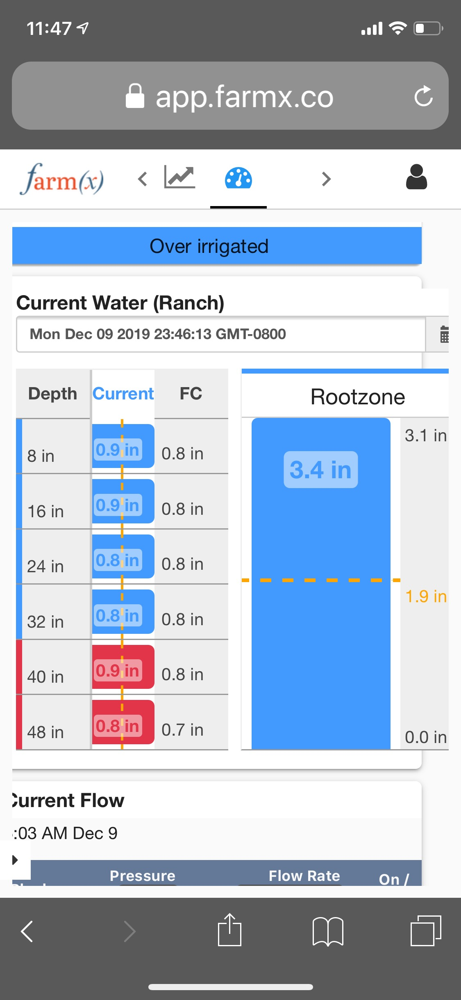 11:47
app.farmx.co
farm(x)
Over irrigated
Current Water (Ranch)
Mon Dec 09 2019 23:46:13 GMT-0800
Depth Current FC
Rootzone
8 in 0.9 in 0.8 in
16 in 0.9 in 0.8 in
24 in 0.8 in 0.8 in
32 in 0.8 in 0.8 in
40 in 0.9 in 0.8 in
48 in 0.8 in 0.7 in
3.1 in
3.4 in
1.9 in
0.0 in
Current Flow
:03 AM Dec 9
Pressure Flow Rate On /